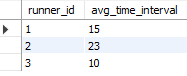 runner_id avg_time_interval
1 15
2 23
3 10